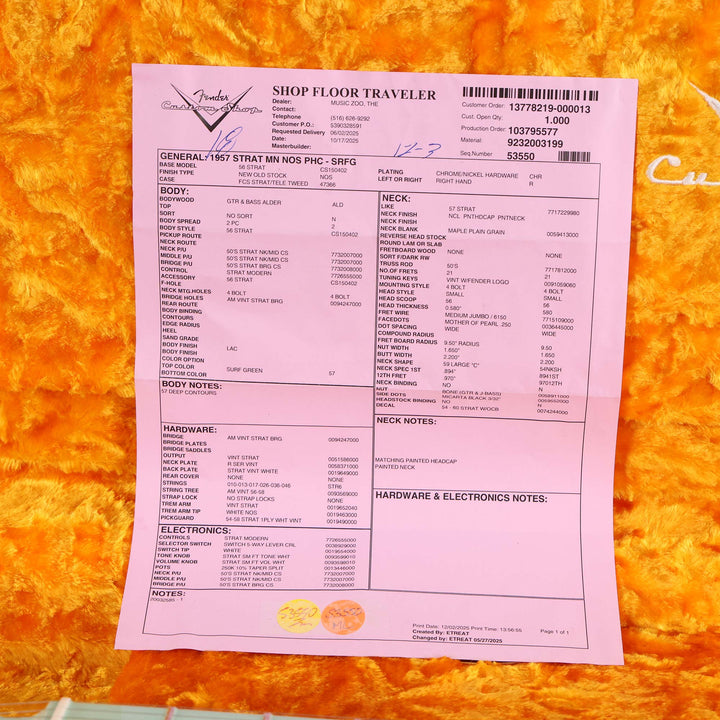 Fender
Custom Shop
SHOP FLOOR TRAVELER
Dealer: MUSIC ZOO, THE
Contact:
Telephone (516) 626-9292
Customer P.O.: 5390328591
Requested Delivery 06/02/2025
Date: 10/17/2025
Masterbuilder:
Customer Order: 13778219-000013
Cust. Open Qty: 1.000
Production Order: 103795577
Material: 9232003199
Seq Number 53550
12-3
GENERAL: 1957 STRAT MN NOS PHC - SRFG
BASE MODEL 56 STRAT CS150402
FINISH TYPE NEW OLD STOCK NOS
CASE FCS STRAT/TELE TWEED 47366
PLATING CHROME/NICKEL HARDWARE CHR
LEFT OR RIGHT RIGHT HAND R
BODY:
BODYWOOD GTR & BASS ALDER ALD
TOP
SORT NO SORT N
BODY SPREAD 2 PC 2
BODY STYLE 56 STRAT CS150402
PICKUP ROUTE
NECK ROUTE
NECK P/U 50'S STRAT NK/MID CS 7732007000
MIDDLE P/U 50'S STRAT NK/MID CS 7732007000
BRIDGE P/U 50'S STRAT BRG CS 7732008000
CONTROL STRAT MODERN 7726555000
ACCESSORY 56 STRAT CS150402
F-HOLE
NECK MTG.HOLES 4 BOLT 4 BOLT
BRIDGE HOLES AM VINT STRAT BRG 0094247000
REAR ROUTE
BODY BINDING
CONTOURS
EDGE RADIUS
HEEL
SAND GRADE
BODY FINISH LAC
BODY FINISH
COLOR OPTION
TOP COLOR SURF GREEN 57
BOTTOM COLOR
BODY NOTES:
57 DEEP CONTOURS
HARDWARE:
BRIDGE AM VINT STRAT BRG 0094247000
BRIDGE PLATES
BRIDGE SADDLES
OUTPUT VINT STRAT 0051586000
NECK PLATE R SER VINT 0058371000
BACK PLATE STRAT VINT WHITE 0019649000
REAR COVER NONE NONE
STRINGS 010-013-017-026-036-046 STR6
STRING TREE AM VINT 56-58 0093569000
STRAP LOCK NO STRAP LOCKS NONE
TREM ARM VINT STRAT 0019652040
TREM ARM TIP WHITE NOS 0019463000
PICKGUARD 54-58 STRAT 1PLY WHT VINT 0019490000
ELECTRONICS:
CONTROLS STRAT MODERN 7726555000
SELECTOR SWITCH SWITCH 5-WAY LEVER CRL 0038509000
SWITCH TIP WHITE 0019554000
TONE KNOB STRAT SM FT TONE WHT 0093599010
VOLUME KNOB STRAT SM FT VOL WHT 0093598010
POTS 250K 10% TAPER SPLIT 0013446000
NECK P/U 50'S STRAT NK/MID CS 7732007000
MIDDLE P/U 50'S STRAT NK/MID CS 7732007000
BRIDGE P/U 50'S STRAT BRG CS 7732008000
NECK:
LIKE 57 STRAT 7717229980
NECK FINISH NCL PNTHDCAP PNTNECK
NECK FINISH
NECK BLANK MAPLE PLAIN GRAIN 0059413000
REVERSE HEAD STOCK
ROUND LAM OR SLAB
FRETBOARD WOOD NONE NONE
SORT F/DARK RW
TRUSS ROD 50'S 7717812000
NO.OF FRETS 21 21
TUNING KEYS VINT W/FENDER LOGO 0091059060
MOUNTING STYLE 4 BOLT 4 BOLT
HEAD STYLE SMALL SMALL
HEAD SCOOP 56 56
HEAD THICKNESS 0.580" 580
FRET WIRE MEDIUM JUMBO / 6150 7715109000
FACEDOTS MOTHER OF PEARL .250 0036445000
DOT SPACING WIDE WIDE
COMPOUND RADIUS
FRET BOARD RADIUS 9.50" RADIUS 9.50
NUT WIDTH 1.650" 1.650
BUTT WIDTH 2.200" 2.200
NECK SHAPE 59 LARGE "C" 54NKSH
NECK SPEC 1ST .894" 8941ST
12TH FRET .970" 97012TH
NECK BINDING NO N
NUT BONE (GTR & J-BASS) 0058911000
SIDE DOTS MICARTA BLACK 3/32" 0059552000
HEADSTOCK BINDING NO N
DECAL 54 - 60 STRAT W/OCB 0074244000
NECK NOTES:
MATCHING PAINTED HEADCAP
PAINTED NECK
HARDWARE & ELECTRONICS NOTES:
NOTES:
Print Date: 12/02/2025 Print Time: 13:56:55
Created By: ETREAT
Changed by: ETREAT 05/27/2025
Page 1 of 1
Cu